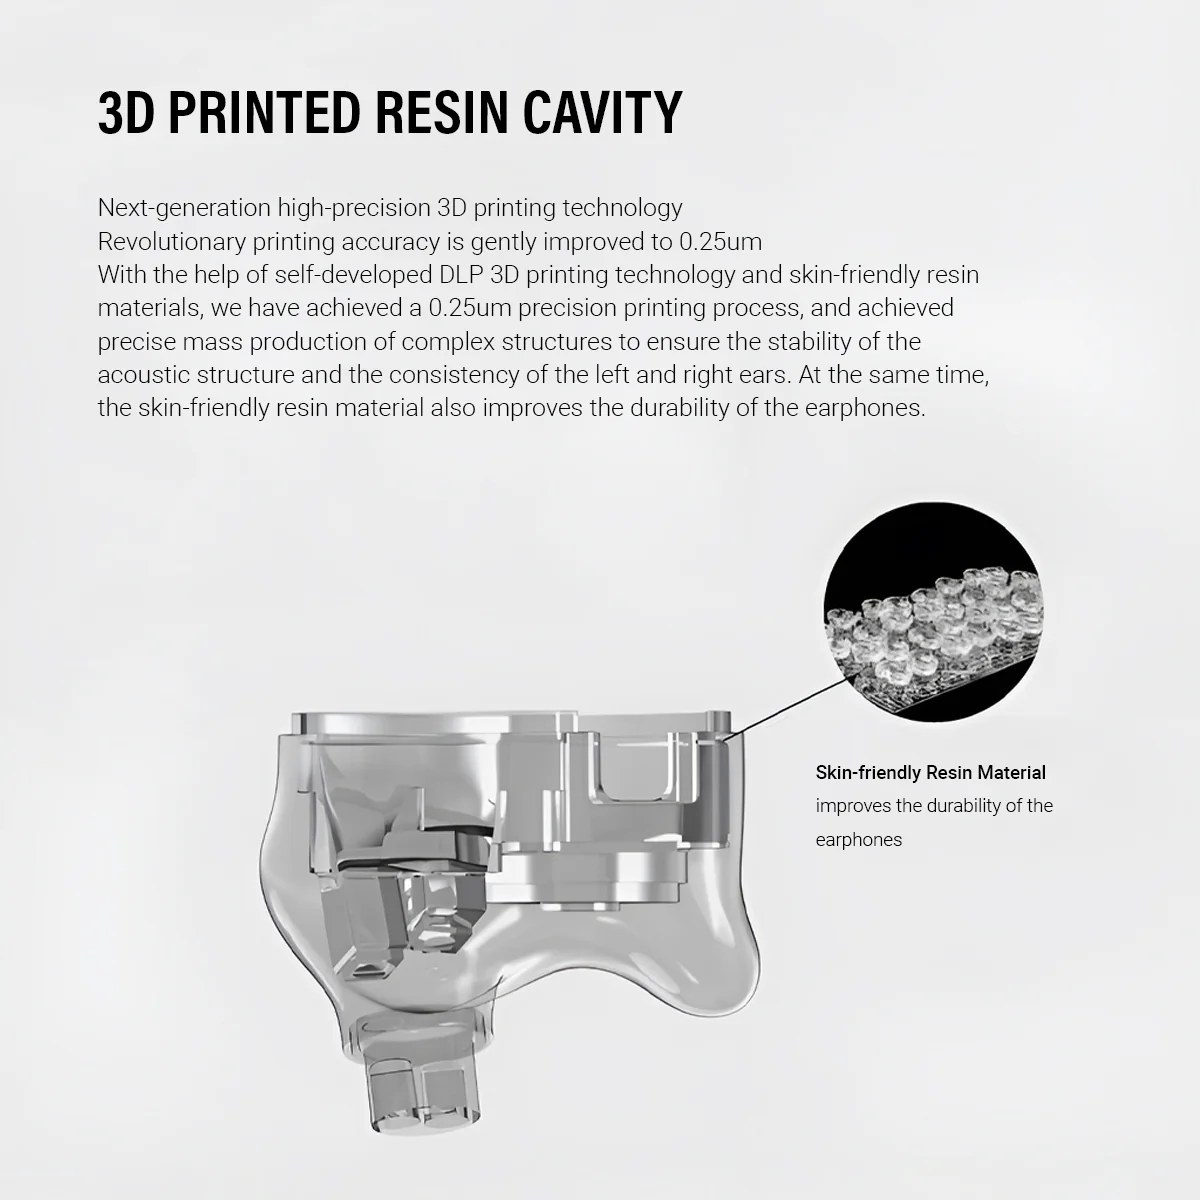 3D PRINTED RESIN CAVITY
Next-generation high-precision 3D printing technology
Revolutionary printing accuracy is gently improved to 0.25um
With the help of self-developed DLP 3D printing technology and skin-friendly resin
materials, we have achieved a 0.25um precision printing process, and achieved
precise mass production of complex structures to ensure the stability of the
acoustic structure and the consistency of the left and right ears. At the same time,
the skin-friendly resin material also improves the durability of the earphones.
Skin-friendly Resin Material
improves the durability of the
earphones